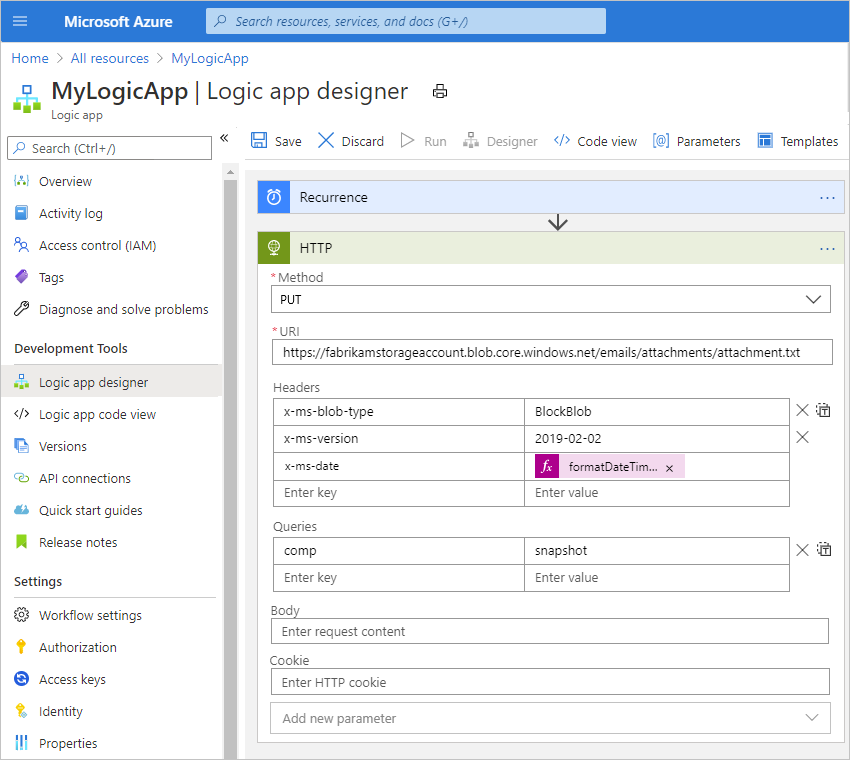 Microsoft Azure
Search resources, services, and docs (G+/)
Home > All resources > MyLogicApp
MyLogicApp | Logic app designer
Logic app
Search (Ctrl+/)
«
Overview
Activity log
Access control (IAM)
Tags
Diagnose and solve problems
Development Tools
Logic app designer
Logic app code view
Versions
API connections
Quick start guides
Release notes
Settings
Workflow settings
Authorization
Access keys
Identity
Properties
Save Discard Run Designer Code view Parameters Templates
Recurrence ...
HTTP ...
* Method
PUT
* URI
https://fabrikamstorageaccount.blob.core.windows.net/emails/attachments/attachment.txt
Headers
x-ms-blob-type BlockBlob
x-ms-version 2019-02-02
x-ms-date fx formatDateTim... ×
Enter key Enter value
Queries
comp snapshot
Enter key Enter value
Body
Enter request content
Cookie
Enter HTTP cookie
Add new parameter